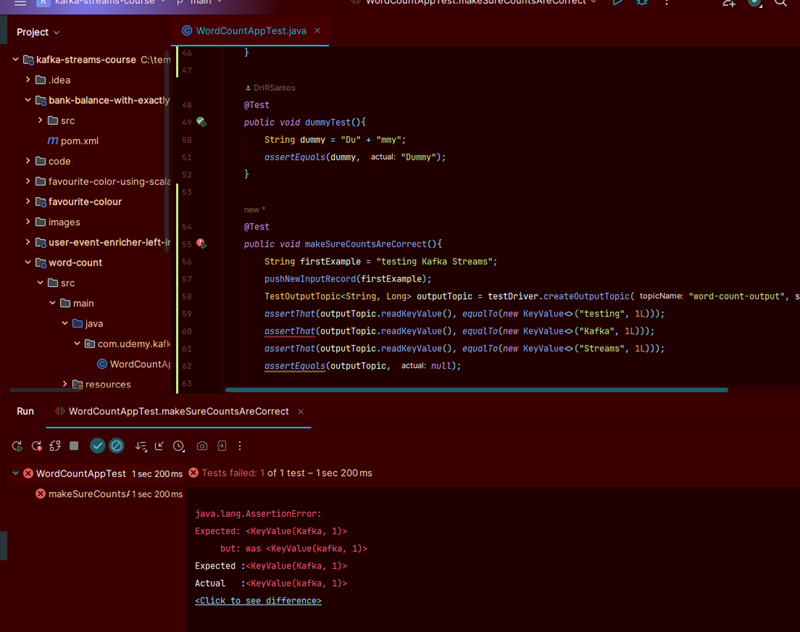 kafka-streams-course
main
WordCountAppTest.makeSureCountsAreCorrect
Project
WordCountAppTest.java
kafka-streams-course C:\tem
.idea
bank-balance-with-exactly
src
pom.xml
code
favourite-color-using-scala
favourite-colour
images
user-event-enricher-left-in
word-count
src
main
java
com.udemy.kafk
WordCountAp
resources
46 }
47
DriRSantos
48 @Test
49 public void dummyTest(){
50 String dummy = "Du" + "mmy";
51 assertEquals(dummy, actual: "Dummy");
52 }
53
new *
54 @Test
55 public void makeSureCountsAreCorrect(){
56 String firstExample = "testing Kafka Streams";
57 pushNewInputRecord(firstExample);
58 TestOutputTopic<String, Long> outputTopic = testDriver.createOutputTopic( topicName: "word-count-output", s
59 assertThat(outputTopic.readKeyValue(), equalTo(new KeyValue<>("testing", 1L)));
60 assertThat(outputTopic.readKeyValue(), equalTo(new KeyValue<>("Kafka", 1L)));
61 assertThat(outputTopic.readKeyValue(), equalTo(new KeyValue<>("Streams", 1L)));
62 assertEquals(outputTopic, actual: null);
63
Run WordCountAppTest.makeSureCountsAreCorrect
WordCountAppTest 1 sec 200 ms
makeSureCountsA 1 sec 200 ms
Tests failed: 1 of 1 test – 1 sec 200 ms
java.lang.AssertionError:
Expected: <KeyValue(Kafka, 1)>
but: was <KeyValue(kafka, 1)>
Expected :<KeyValue(Kafka, 1)>
Actual :<KeyValue(kafka, 1)>
<Click to see difference>